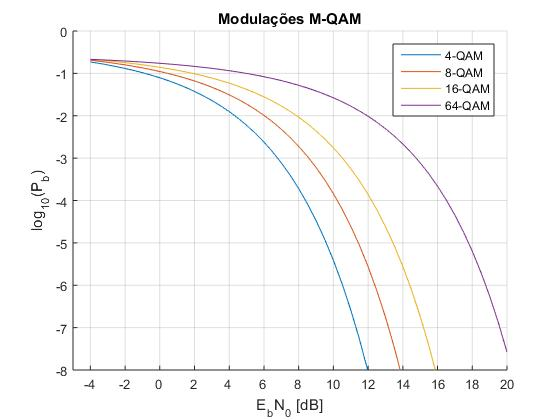 Modulações M-QAM
4-QAM
8-QAM
16-QAM
64-QAM
log10(Pb)
0
-1
-2
-3
-4
-5
-6
-7
-8
-4 -2 0 2 4 6 8 10 12 14 16 18 20
EbN0 [dB]